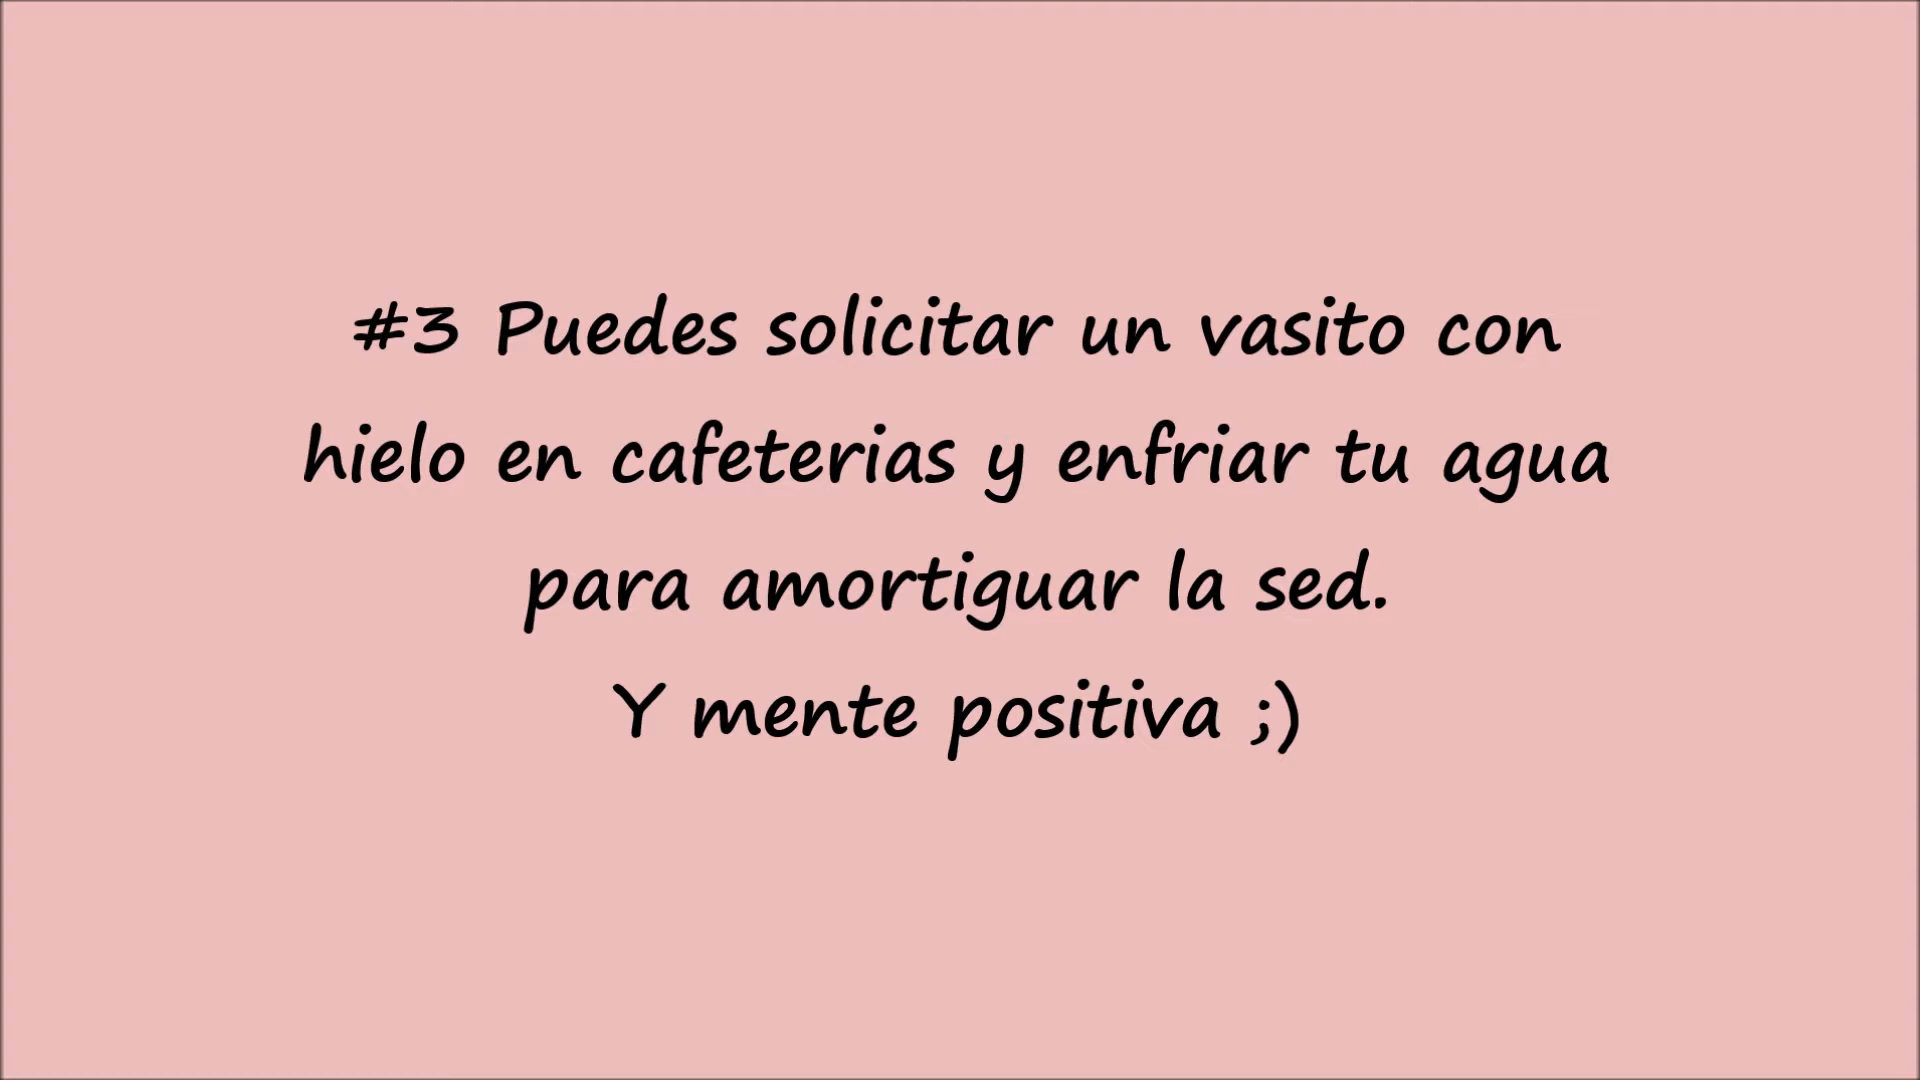 #3 Puedes solicitar un vasito con
hielo en cafeterias y enfriar tu agua
para amortiguar la sed.
Y mente positiva ;)